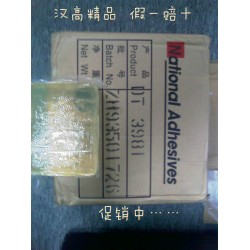 汉高精品 假一赔十
National Adhesives
产品
Product DT 3981
批号
Batch No.
净重
Net Wt
促销中……